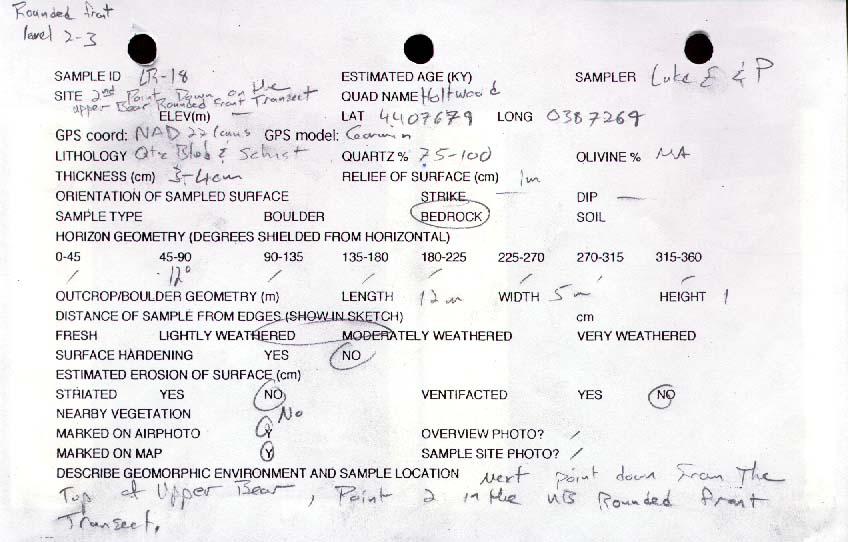 Rounded front
level 2-3
SAMPLE ID LR-18 ESTIMATED AGE (KY) SAMPLER Luke E & P
SITE 2nd Point Down on the QUAD NAME Holtwood
upper Bear Rounded Front Transect
ELEV(m) — LAT 4407679 LONG 0387269
GPS coord: NAD 22 GPS model: Garmin
LITHOLOGY Qtz & Schist QUARTZ % 75-100 OLIVINE % NA
THICKNESS (cm) 3-4cm RELIEF OF SURFACE (cm) 1m
ORIENTATION OF SAMPLED SURFACE STRIKE — DIP —
SAMPLE TYPE BOULDER BEDROCK SOIL
HORIZON GEOMETRY (DEGREES SHIELDED FROM HORIZONTAL)
0-45 45-90 90-135 135-180 180-225 225-270 270-315 315-360
/ 12° / / / / / /
OUTCROP/BOULDER GEOMETRY (m) LENGTH 12m WIDTH 5m HEIGHT 1
DISTANCE OF SAMPLE FROM EDGES (SHOW IN SKETCH) cm
FRESH LIGHTLY WEATHERED MODERATELY WEATHERED VERY WEATHERED
SURFACE HARDENING YES NO
ESTIMATED EROSION OF SURFACE (cm)
STRIATED YES NO VENTIFACTED YES NO
NEARBY VEGETATION No
MARKED ON AIRPHOTO Y OVERVIEW PHOTO? /
MARKED ON MAP Y SAMPLE SITE PHOTO? /
DESCRIBE GEOMORPHIC ENVIRONMENT AND SAMPLE LOCATION Next point down from The
Top of Upper Bear, Point 2 in the UB Rounded front
Transect.